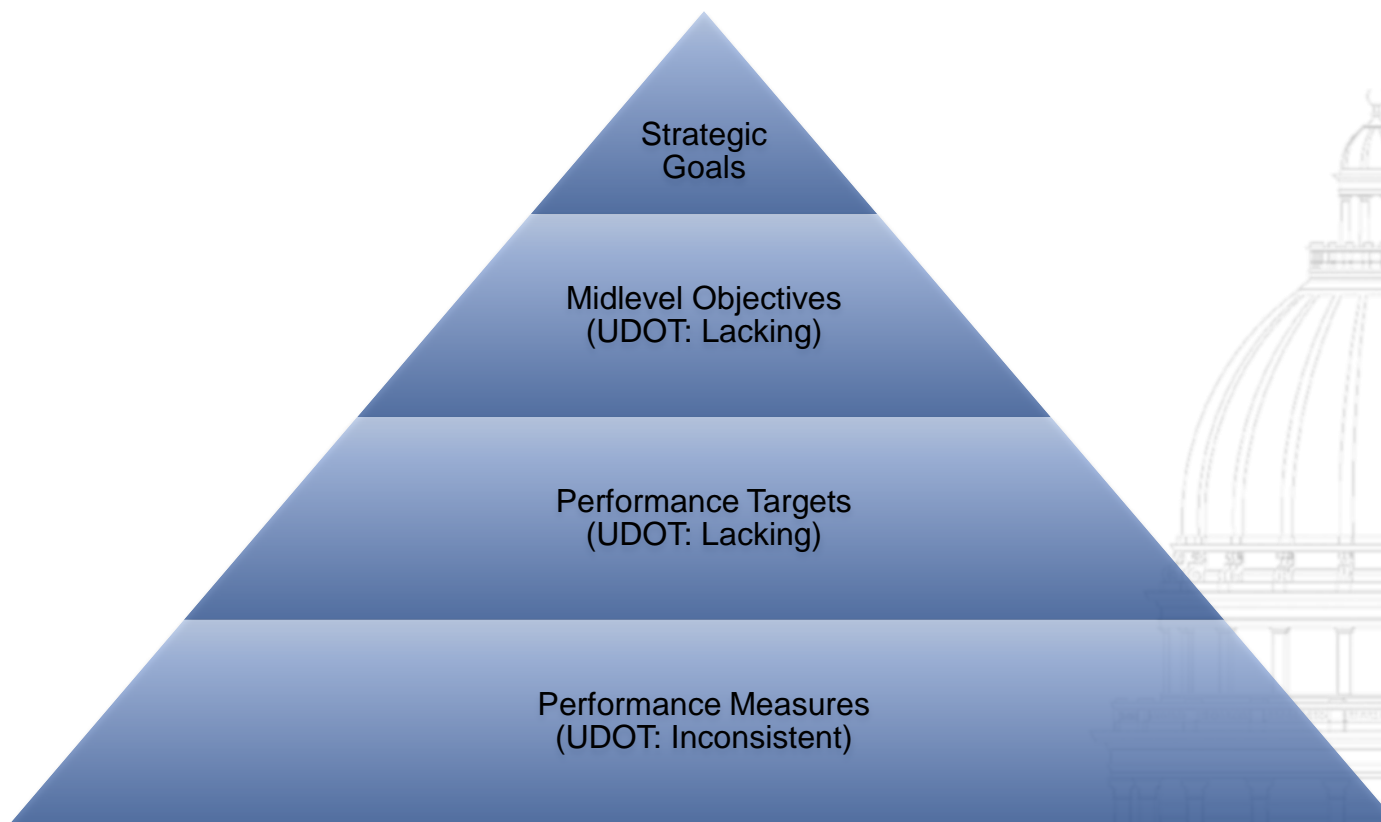 Strategic
Goals
Midlevel Objectives
(UDOT: Lacking)
Performance Targets
(UDOT: Lacking)
Performance Measures
(UDOT: Inconsistent)